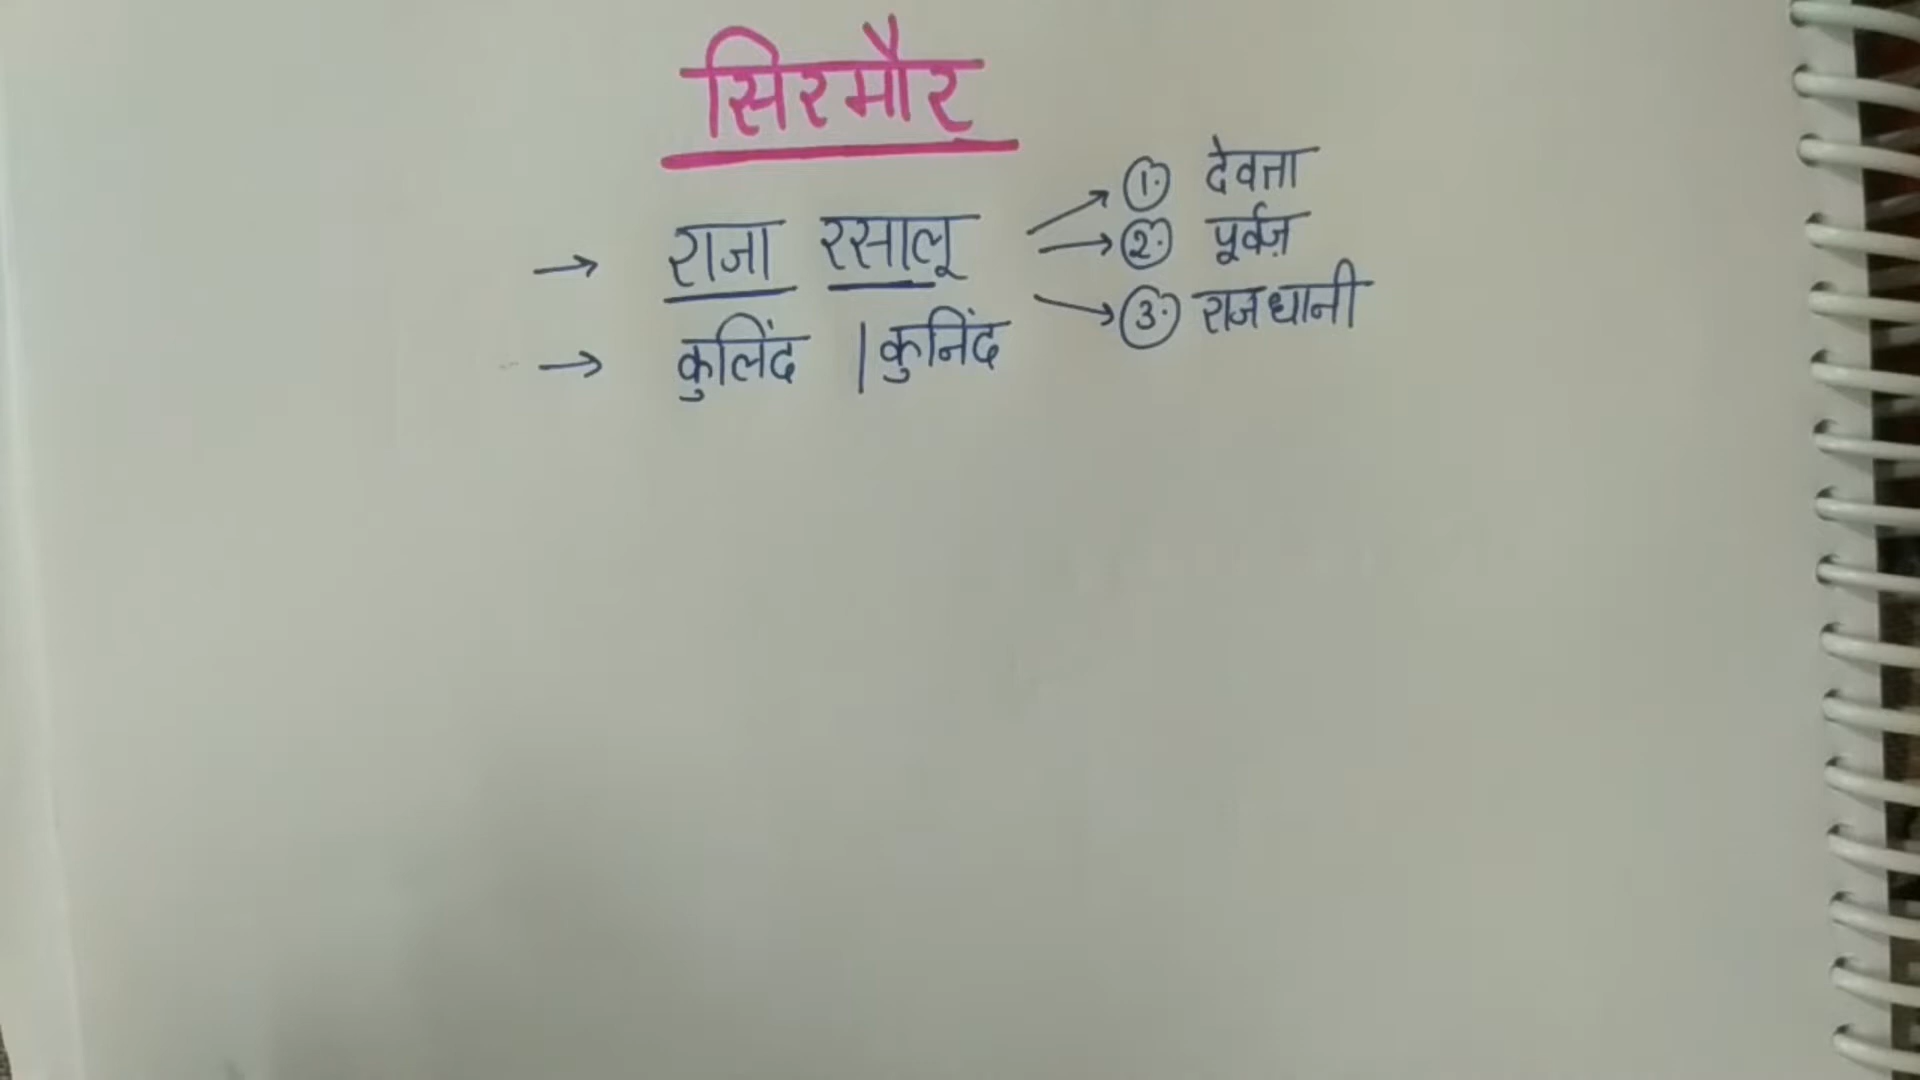 सिरमौर
→ राजा रसालू → ①. देवता
→ ②. पूर्वज़
→ ③. राजधानी
→ कुलिंद | कुनिंद